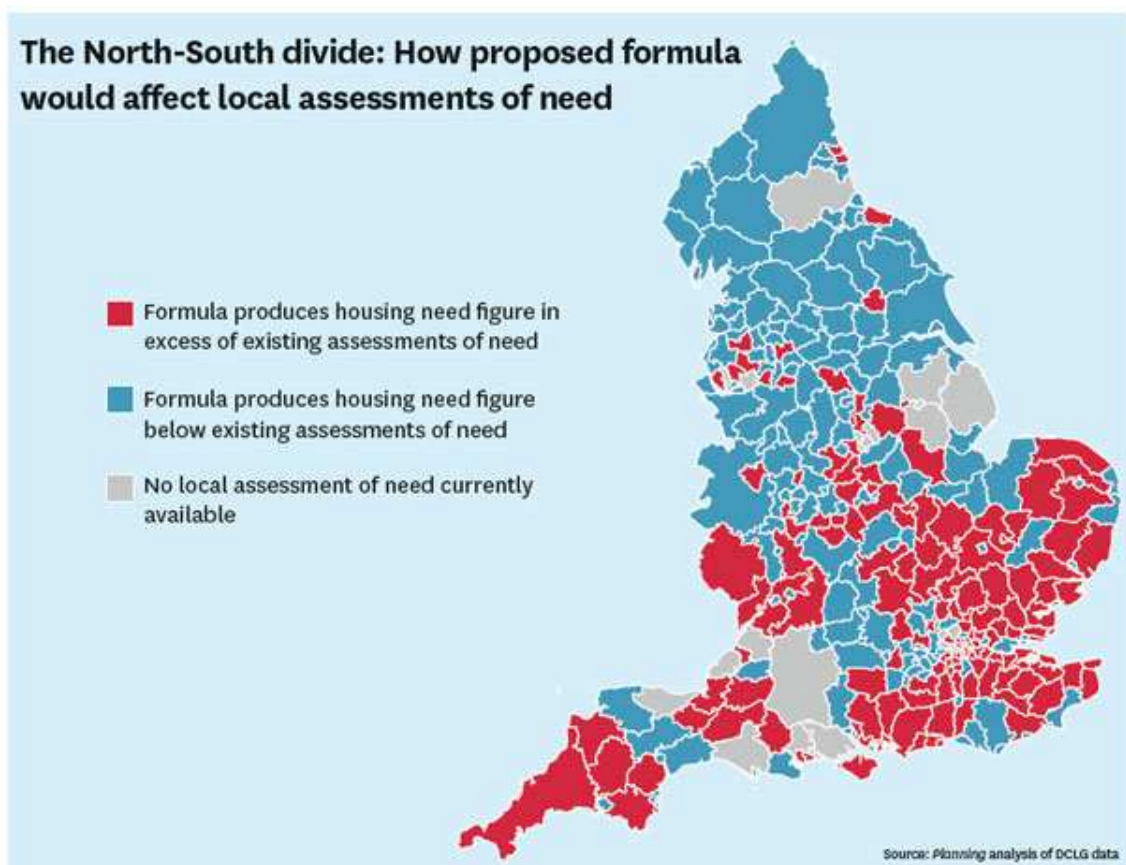 The North-South divide: How proposed formula
would affect local assessments of need
Formula produces housing need figure in
excess of existing assessments of need
Formula produces housing need figure
below existing assessments of need
No local assessment of need currently
available
Source: Planning analysis of DCLG data